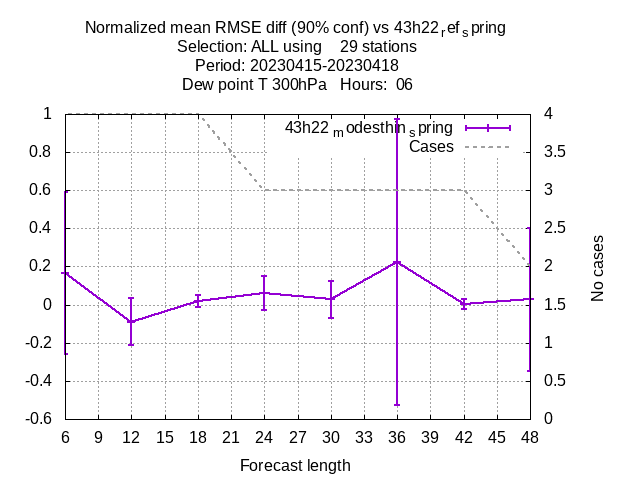 Normalized mean RMSE diff (90% conf) vs 43h22refspring
Selection: ALL using 29 stations
Period: 20230415-20230418
Dew point T 300hPa Hours: 06
43h22modesthinspring
Cases
1
0.8
0.6
0.4
0.2
0
-0.2
-0.4
-0.6
4
3.5
3
2.5
2
1.5
1
0.5
0
No cases
6 9 12 15 18 21 24 27 30 33 36 39 42 45 48
Forecast length